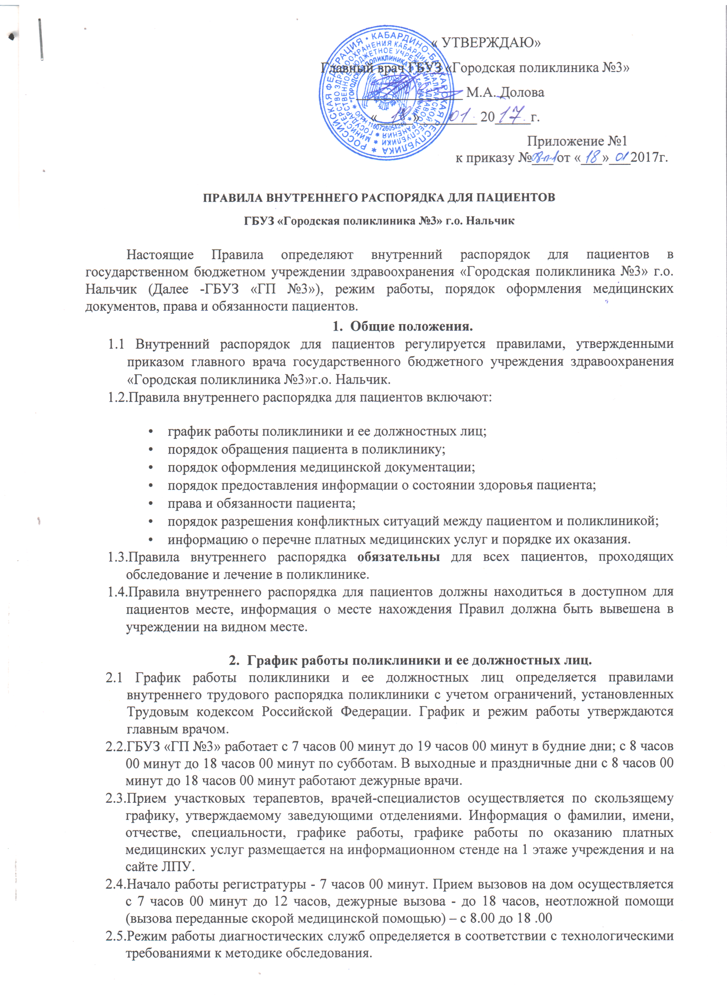 « УТВЕРЖДАЮ»
Главный врач ГБУЗ «Городская поликлиника №3»
М.А. Долова
«18» 01 2017 г.
РОССИЙСКАЯ ФЕДЕРАЦИЯ • КАБАРДИНО-БАЛКАРСКАЯ РЕСПУБЛИКА
МИНИСТЕРСТВО ЗДРАВООХРАНЕНИЯ КАБАРДИНО-БАЛКАРСКОЙ РЕСПУБЛИКИ
ГОСУДАРСТВЕННОЕ БЮДЖЕТНОЕ УЧРЕЖДЕНИЕ ЗДРАВООХРАНЕНИЯ
"ГОРОДСКАЯ ПОЛИКЛИНИКА № 3" г.о. НАЛЬЧИК
ОГРН 1160726054246
Приложение №1
к приказу № от «18» 01 2017г.
ПРАВИЛА ВНУТРЕННЕГО РАСПОРЯДКА ДЛЯ ПАЦИЕНТОВ
ГБУЗ «Городская поликлиника №3» г.о. Нальчик
Настоящие Правила определяют внутренний распорядок для пациентов в
государственном бюджетном учреждении здравоохранения «Городская поликлиника №3» г.о.
Нальчик (Далее -ГБУЗ «ГП №3»), режим работы, порядок оформления медицинских
документов, права и обязанности пациентов.
1. Общие положения.
1.1 Внутренний распорядок для пациентов регулируется правилами, утвержденными
приказом главного врача государственного бюджетного учреждения здравоохранения
«Городская поликлиника №3»г.о. Нальчик.
1.2.Правила внутреннего распорядка для пациентов включают:
• график работы поликлиники и ее должностных лиц;
• порядок обращения пациента в поликлинику;
• порядок оформления медицинской документации;
• порядок предоставления информации о состоянии здоровья пациента;
• права и обязанности пациента;
• порядок разрешения конфликтных ситуаций между пациентом и поликлиникой;
• информацию о перечне платных медицинских услуг и порядке их оказания.
1.3.Правила внутреннего распорядка обязательны для всех пациентов, проходящих
обследование и лечение в поликлинике.
1.4.Правила внутреннего распорядка для пациентов должны находиться в доступном для
пациентов месте, информация о месте нахождения Правил должна быть вывешена в
учреждении на видном месте.
2. График работы поликлиники и ее должностных лиц.
2.1 График работы поликлиники и ее должностных лиц определяется правилами
внутреннего трудового распорядка поликлиники с учетом ограничений, установленных
Трудовым кодексом Российской Федерации. График и режим работы утверждаются
главным врачом.
2.2.ГБУЗ «ГП №3» работает с 7 часов 00 минут до 19 часов 00 минут в будние дни; с 8 часов
00 минут до 18 часов 00 минут по субботам. В выходные и праздничные дни с 8 часов 00
минут до 18 часов 00 минут работают дежурные врачи.
2.3.Прием участковых терапевтов, врачей-специалистов осуществляется по скользящему
графику, утверждаемому заведующими отделениями. Информация о фамилии, имени,
отчестве, специальности, графике работы, графике работы по оказанию платных
медицинских услуг размещается на информационном стенде на 1 этаже учреждения и на
сайте ЛПУ.
2.4.Начало работы регистратуры - 7 часов 00 минут. Прием вызовов на дом осуществляется
с 7 часов 00 минут до 12 часов, дежурные вызова - до 18 часов, неотложной помощи
(вызова переданные скорой медицинской помощью) – с 8.00 до 18 .00
2.5.Режим работы диагностических служб определяется в соответствии с технологическими
требованиями к методике обследования.